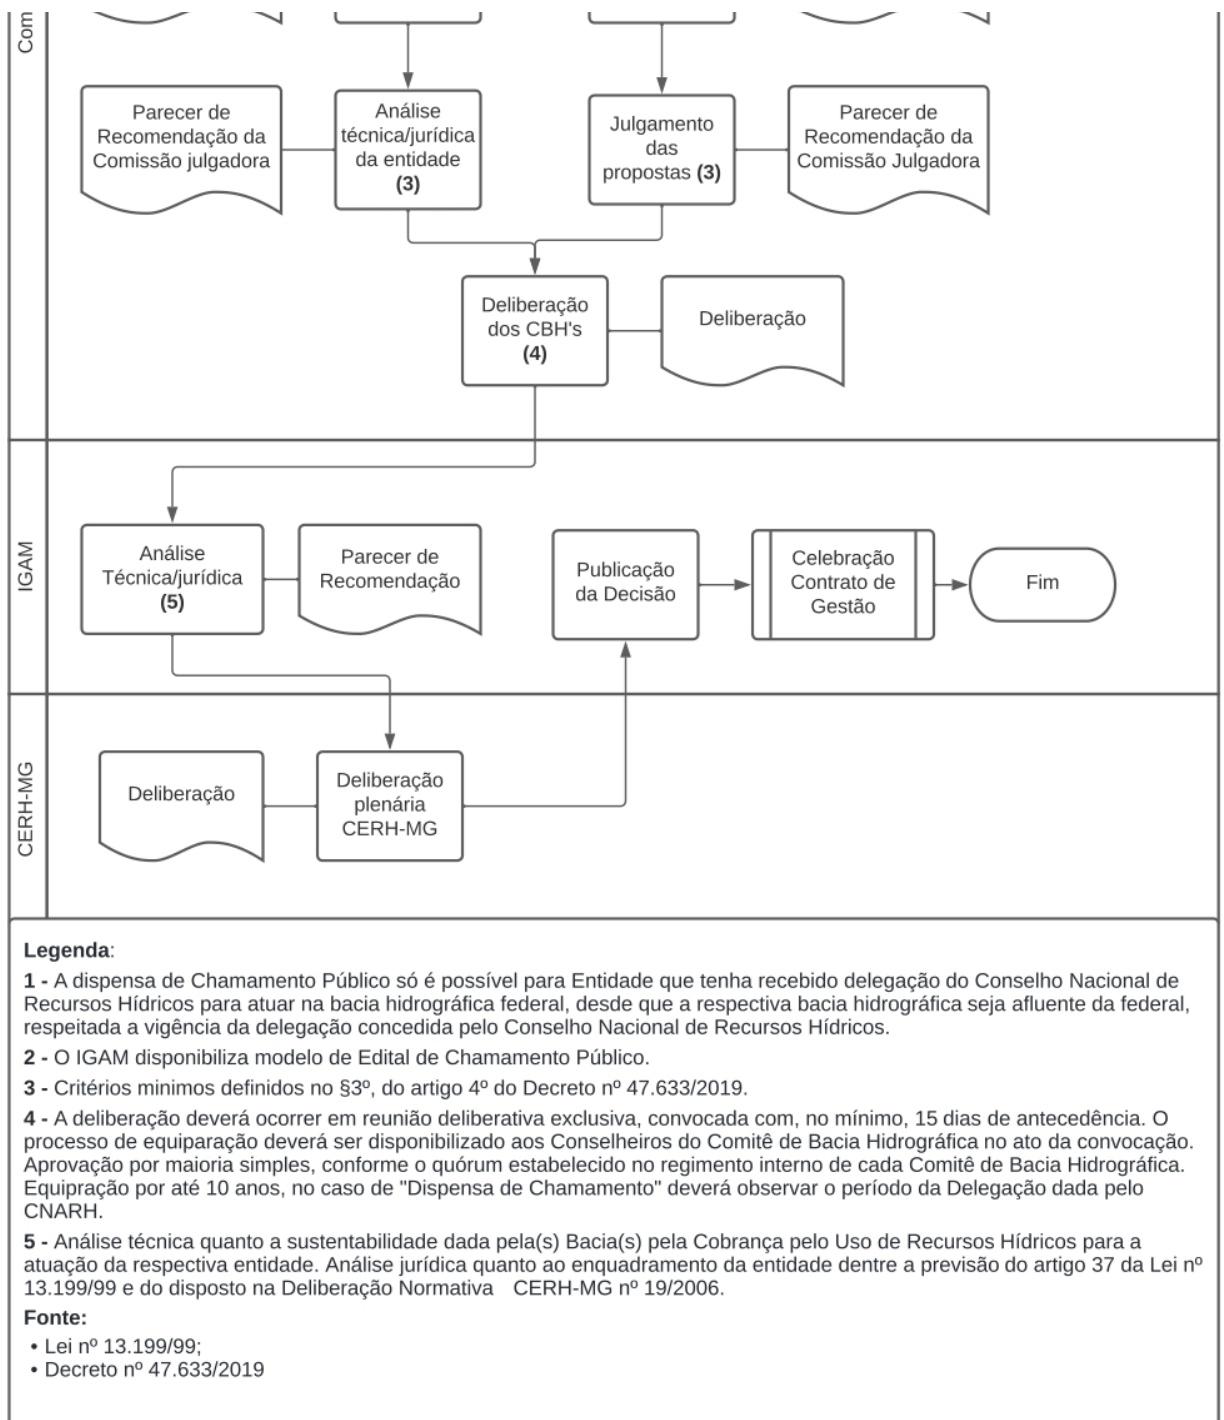 Com
Parecer de
Recomendação da
Comissão julgadora
Análise
técnica/jurídica
da entidade
(3)
Julgamento
das
propostas (3)
Parecer de
Recomendação da
Comissão Julgadora
Deliberação
dos CBH's
(4)
Deliberação
IGAM
Análise
Técnica/jurídica
(5)
Parecer de
Recomendação
Publicação
da Decisão
Celebração
Contrato de
Gestão
Fim
CERH-MG
Deliberação
Deliberação
plenária
CERH-MG
Legenda:
1 - A dispensa de Chamamento Público só é possível para Entidade que tenha recebido delegação do Conselho Nacional de
Recursos Hídricos para atuar na bacia hidrográfica federal, desde que a respectiva bacia hidrográfica seja afluente da federal,
respeitada a vigência da delegação concedida pelo Conselho Nacional de Recursos Hídricos.
2 - O IGAM disponibiliza modelo de Edital de Chamamento Público.
3 - Critérios minimos definidos no §3º, do artigo 4º do Decreto nº 47.633/2019.
4 - A deliberação deverá ocorrer em reunião deliberativa exclusiva, convocada com, no mínimo, 15 dias de antecedência. O
processo de equiparação deverá ser disponibilizado aos Conselheiros do Comitê de Bacia Hidrográfica no ato da convocação.
Aprovação por maioria simples, conforme o quórum estabelecido no regimento interno de cada Comitê de Bacia Hidrográfica.
Equipração por até 10 anos, no caso de "Dispensa de Chamamento" deverá observar o período da Delegação dada pelo
CNARH.
5 - Análise técnica quanto a sustentabilidade dada pela(s) Bacia(s) pela Cobrança pelo Uso de Recursos Hídricos para a
atuação da respectiva entidade. Análise jurídica quanto ao enquadramento da entidade dentre a previsão do artigo 37 da Lei nº
13.199/99 e do disposto na Deliberação Normativa CERH-MG nº 19/2006.
Fonte:
• Lei nº 13.199/99;
• Decreto nº 47.633/2019